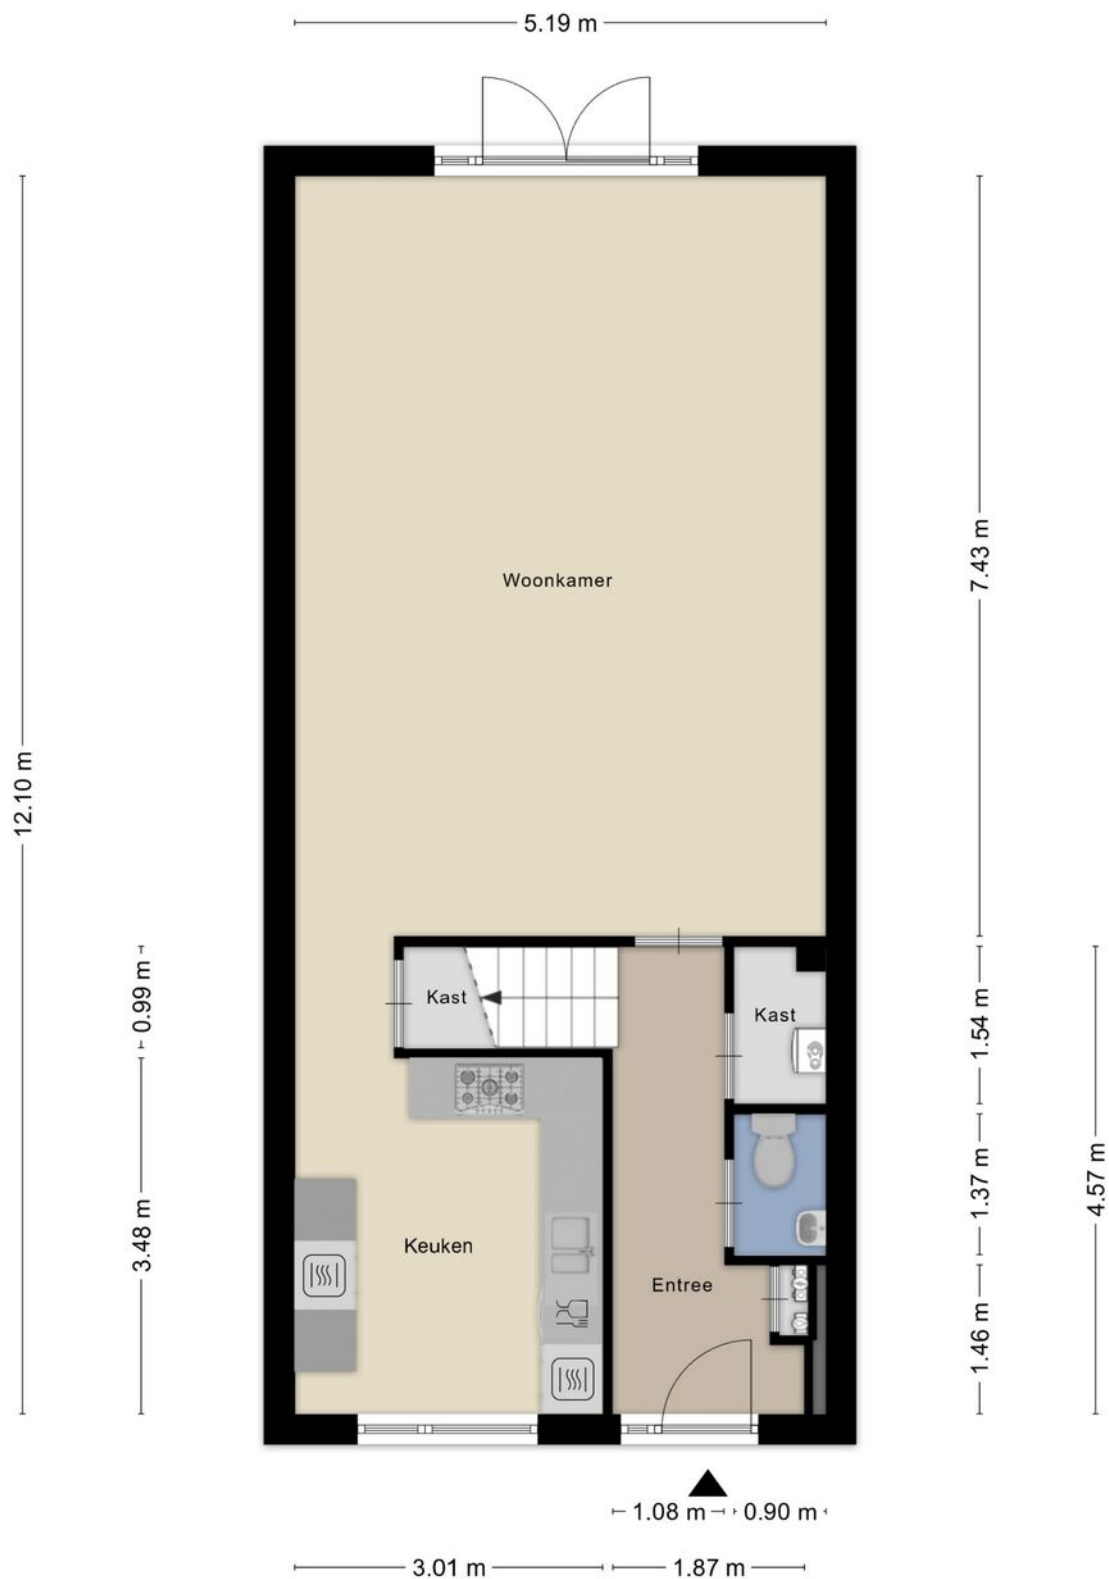 5.19 m
12.10 m
7.43 m
Woonkamer
0.99 m
Kast
Kast
1.54 m
3.48 m
Keuken
Entree
1.37 m
4.57 m
1.46 m
1.08 m
0.90 m
3.01 m
1.87 m